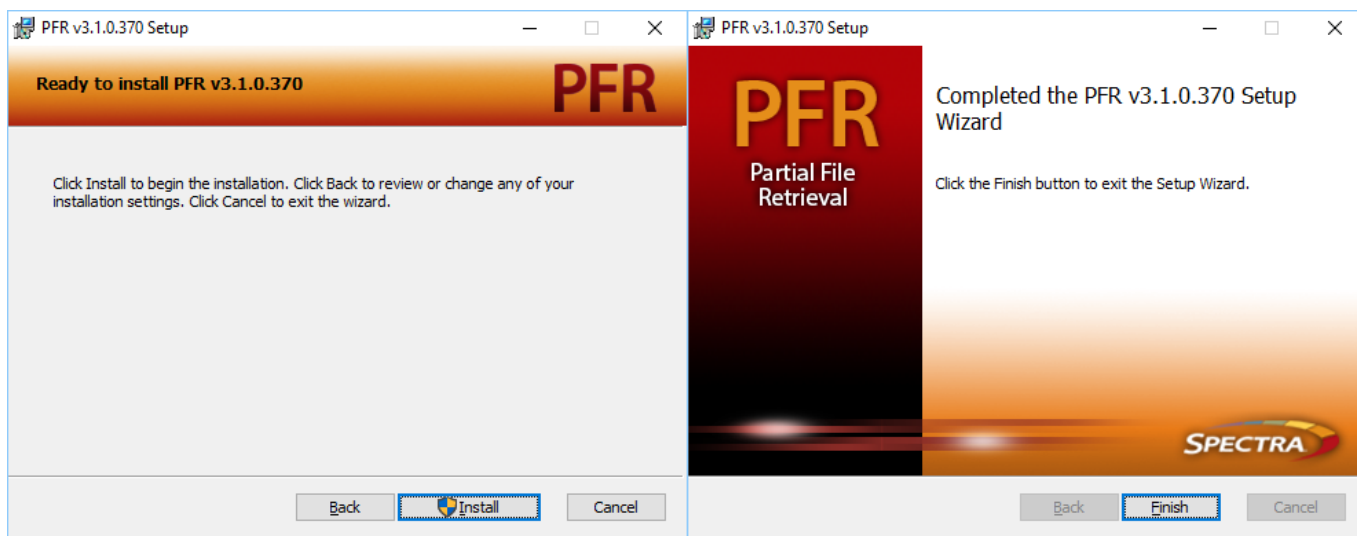 PFR v3.1.0.370 Setup
Ready to install PFR v3.1.0.370
PFR
Click Install to begin the installation. Click Back to review or change any of your
installation settings. Click Cancel to exit the wizard.
Back
Install
Cancel
PFR v3.1.0.370 Setup
PFR
Partial File
Retrieval
Completed the PFR v3.1.0.370 Setup
Wizard
Click the Finish button to exit the Setup Wizard.
SPECTRA
Back
Finish
Cancel